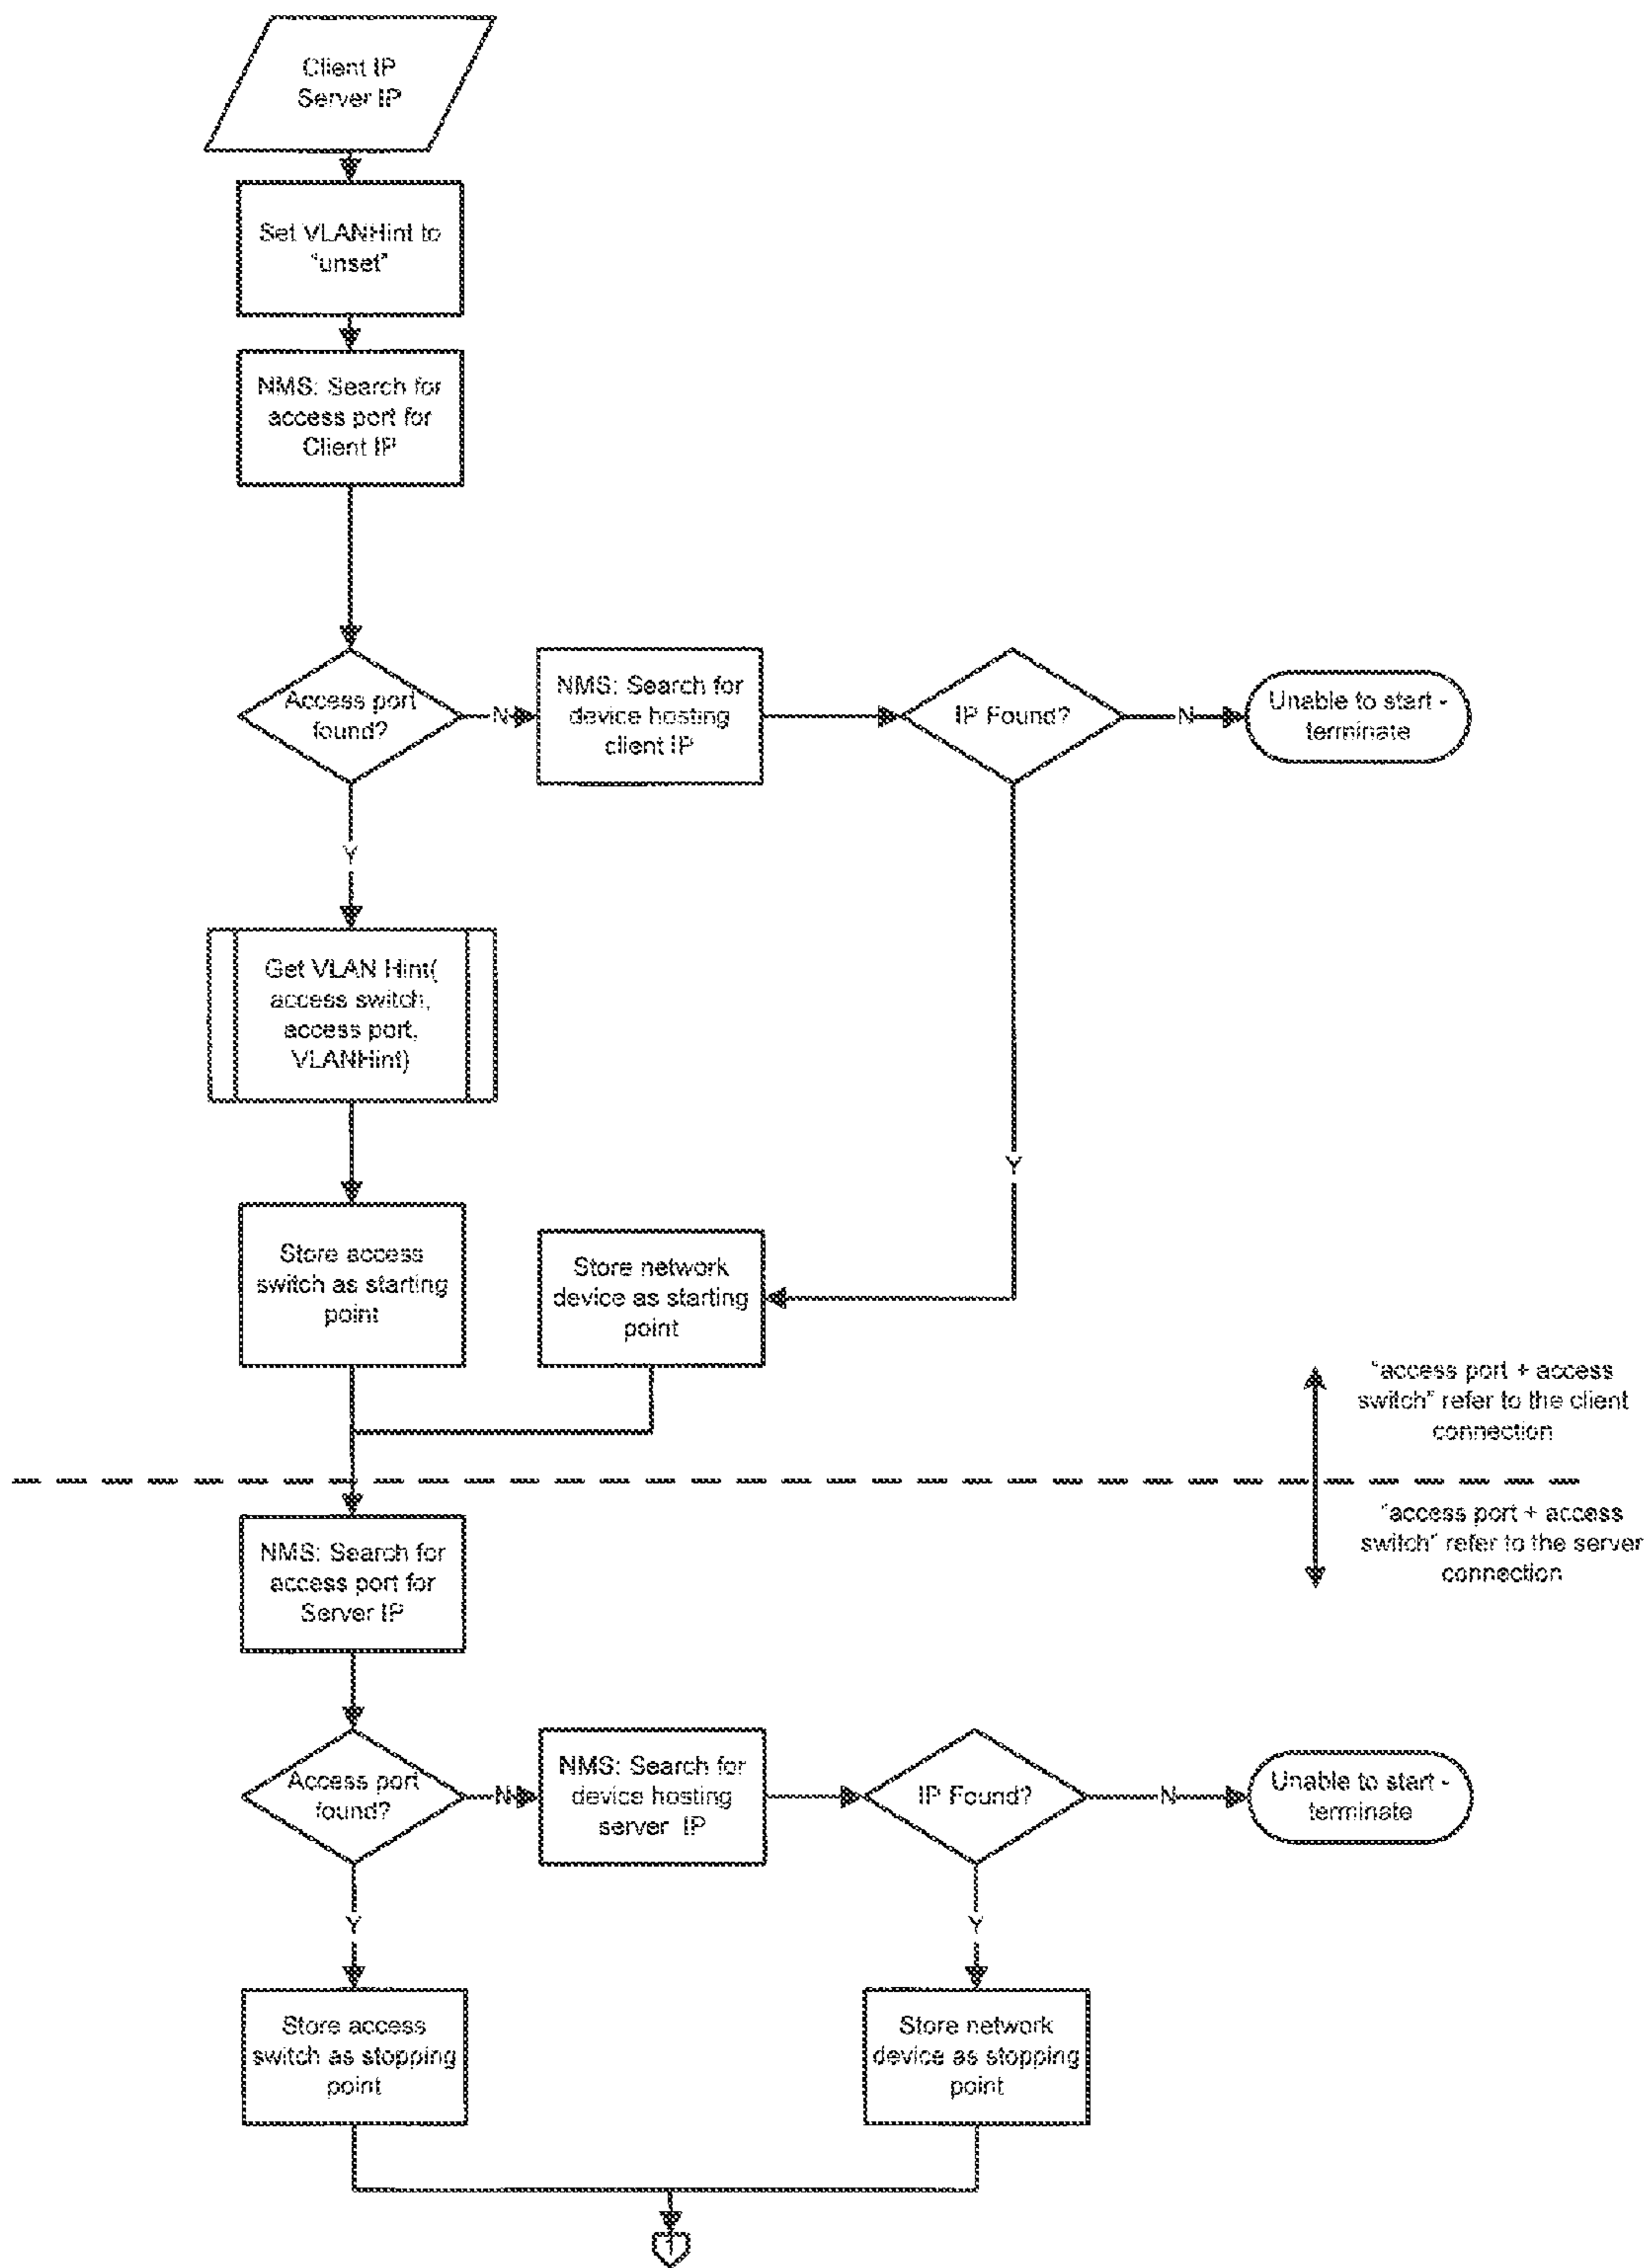 Client IP
Server IP
Set VLANHint to
"unset"
NMS: Search for
access port for
Client IP
Access port
found?
N
NMS: Search for
device hosting
client IP
IP Found?
N
Unable to start -
terminate
Y
Get VLAN Hint(
access switch,
access port,
VLANHint)
Y
Store access
switch as starting
point
Store network
device as starting
point
"access port + access
switch" refer to the client
connection
"access port + access
switch" refer to the server
connection
NMS: Search for
access port for
Server IP
Access port
found?
N
NMS: Search for
device hosting
server IP
IP Found?
N
Unable to start -
terminate
Y
Y
Store access
switch as stopping
point
Store network
device as stopping
point
1